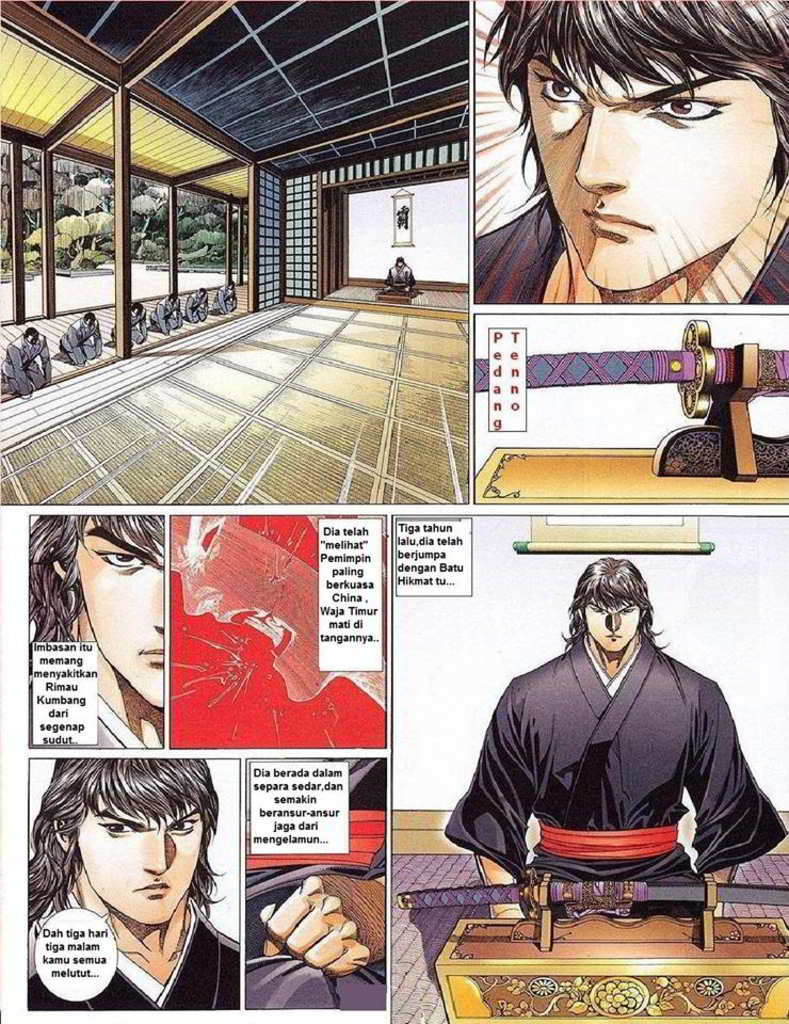 Pedang
Tenno
Imbasan itu
memang
menyakitkan
Rimau
Kumbang
dari
segenap
sudut..
Dia telah
"melihat"
Pemimpin
paling
berkuasa
China ,
Waja Timur
mati di
tangannya..
Tiga tahun
lalu,dia telah
berjumpa
dengan Batu
Hikmat tu...
Dah tiga hari
tiga malam
kamu semua
melutut...
Dia berada dalam
separa sedar,dan
semakin
beransur-ansur
jaga dari
mengelamun...